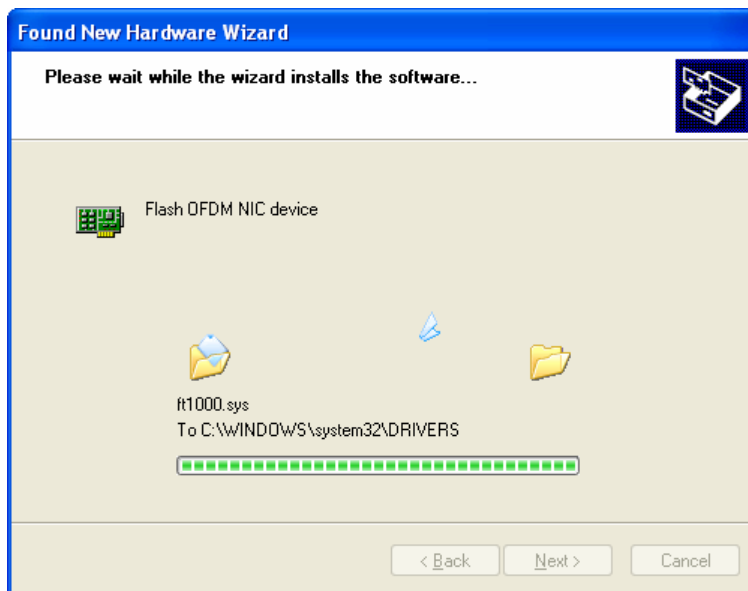 Found New Hardware Wizard
Please wait while the wizard installs the software...
Flash OFDM NIC device
ft1000.sys
To C:\WINDOWS\system32\DRIVERS
< Back Next > Cancel